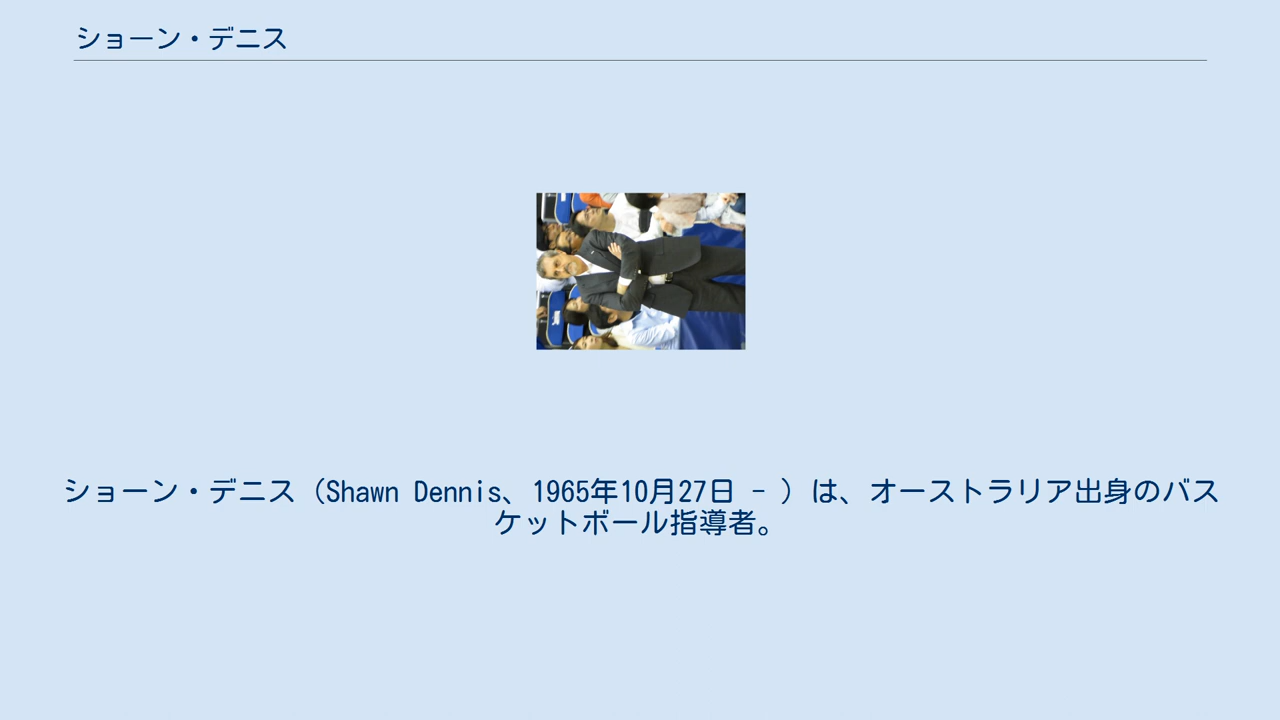 ショーン・デニス
ショーン・デニス（Shawn Dennis、1965年10月27日 - ）は、オーストラリア出身のバス
ケットボール指導者。